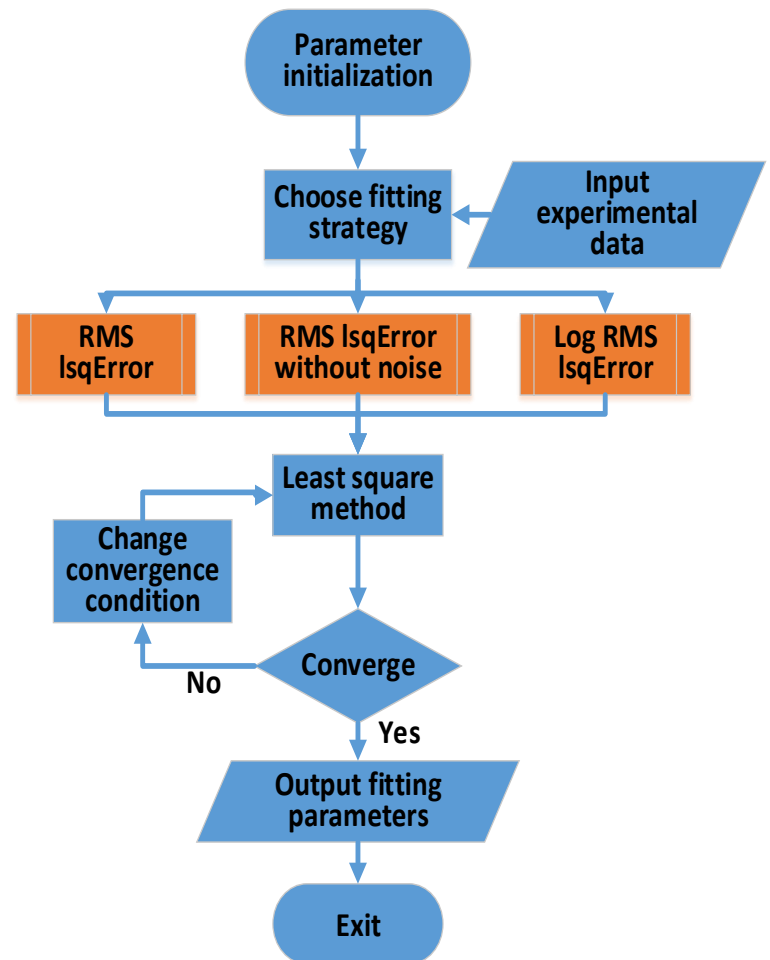 Parameter
initialization
Choose fitting
strategy
Input
experimental
data
RMS
lsqError
RMS lsqError
without noise
Log RMS
lsqError
Least square
method
Change
convergence
condition
Converge
No
Yes
Output fitting
parameters
Exit